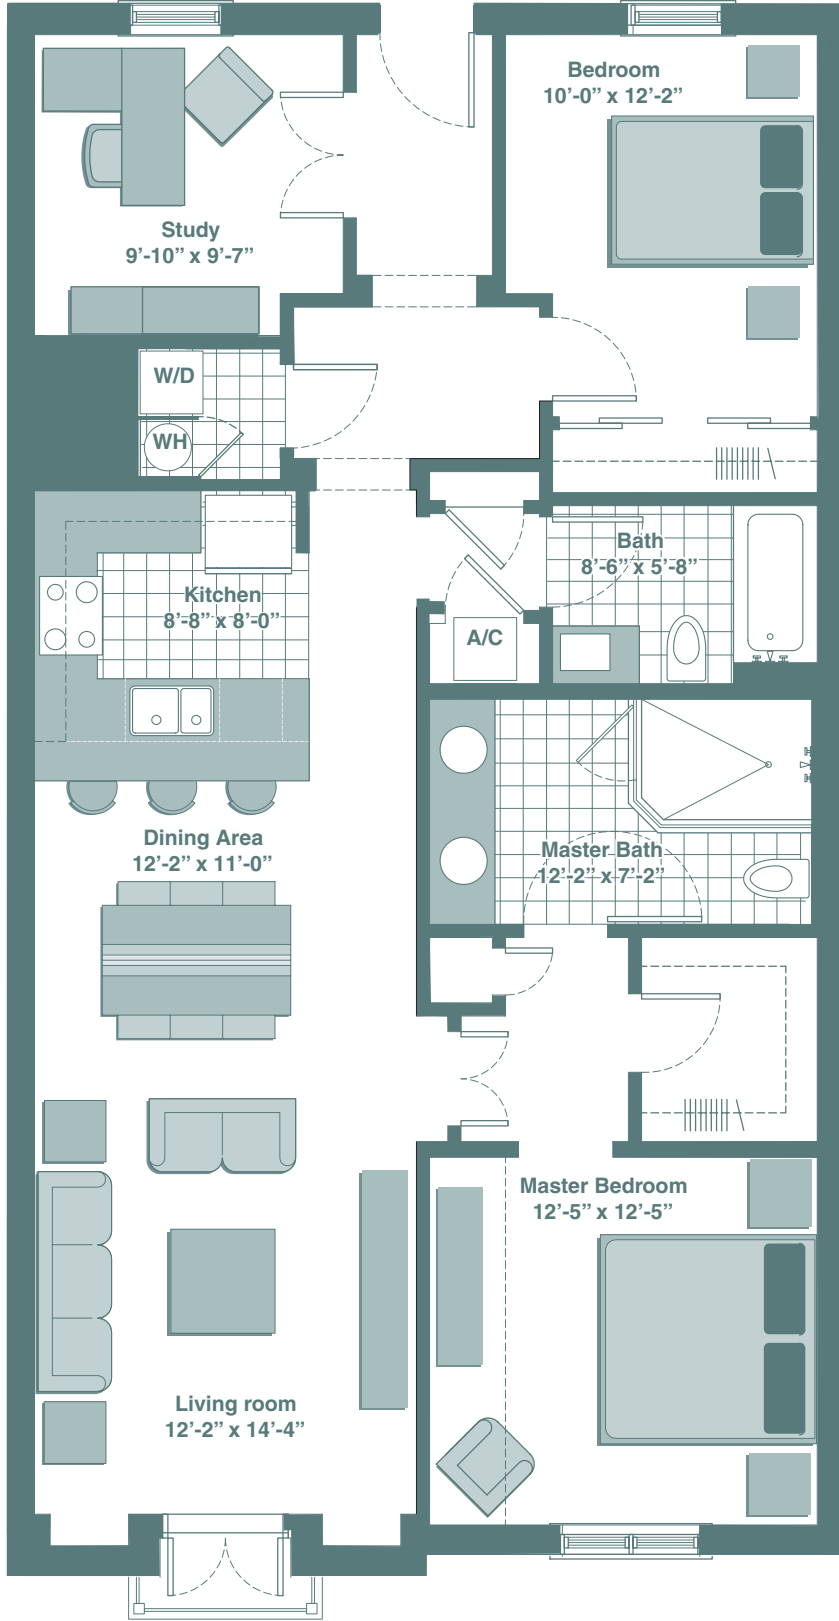 Bedroom
10’-0” x 12’-2”
Study
9’-10” x 9’-7”
W/D
WH
Bath
8’-6” x 5’-8”
Kitchen
8’-8” x 8’-0”
A/C
Dining Area
12’-2” x 11’-0”
Master Bath
12’-2” x 7’-2”
Master Bedroom
12’-5” x 12’-5”
Living room
12’-2” x 14’-4”